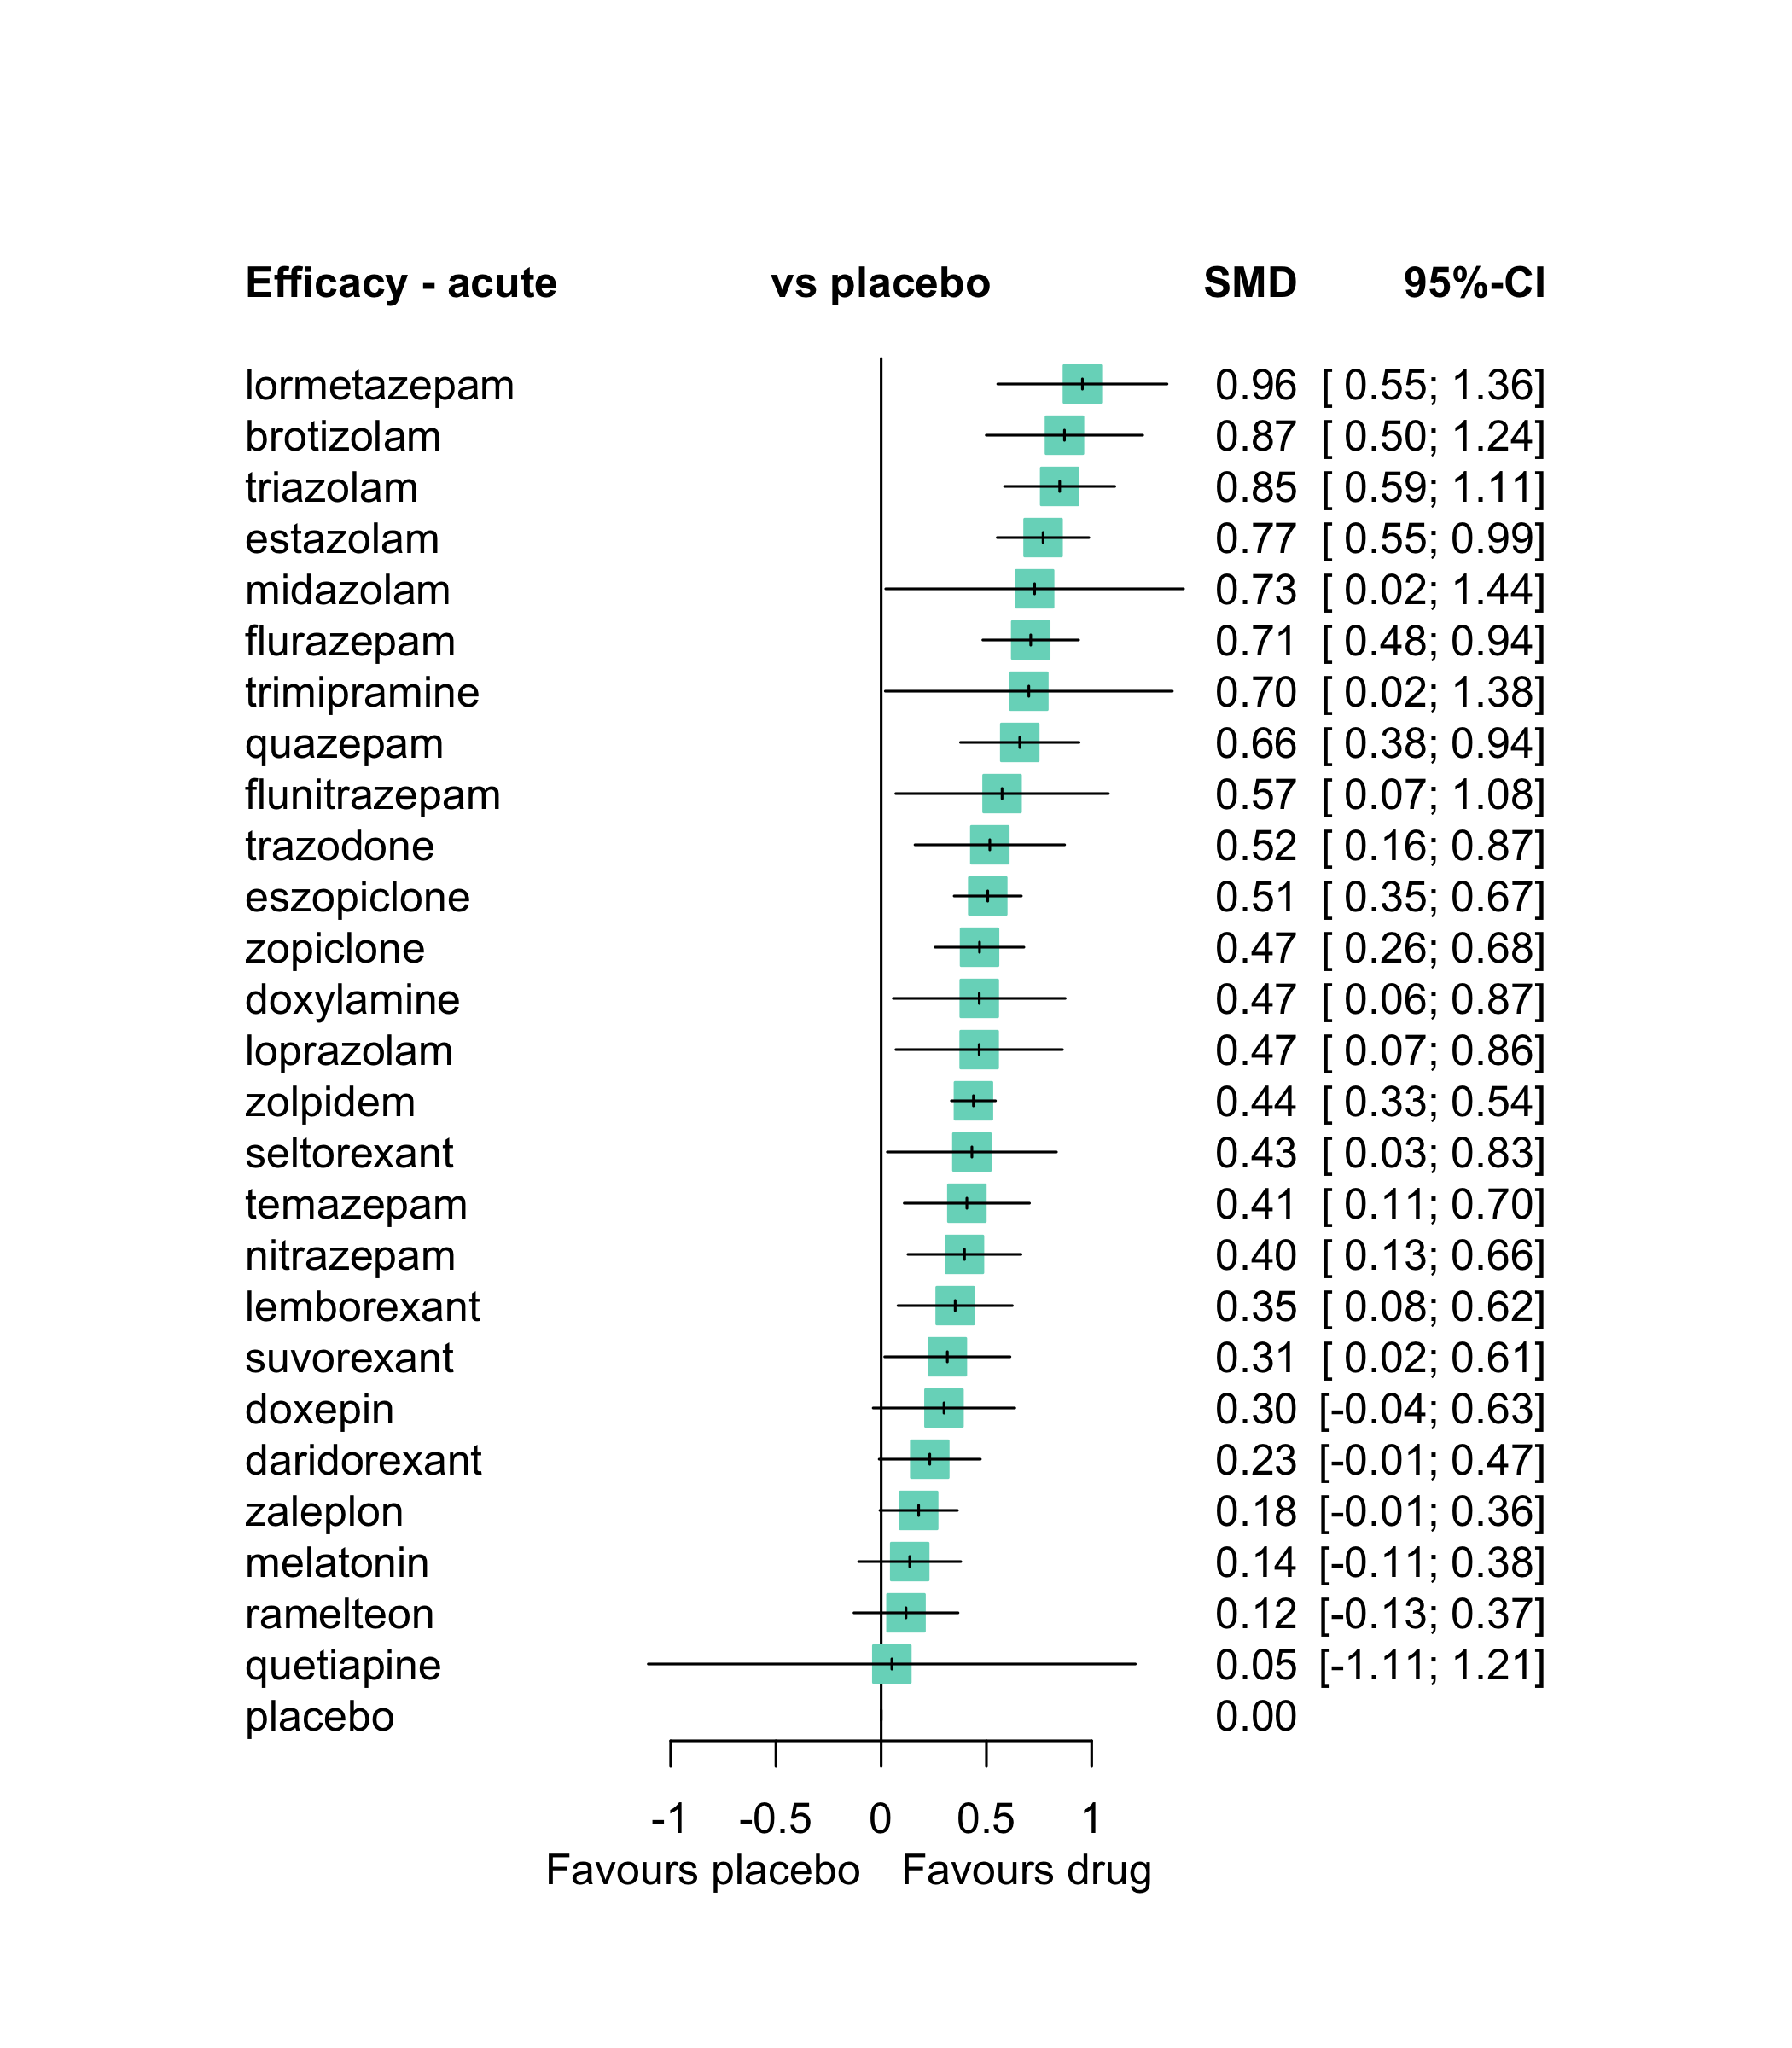 Efficacy - acute vs placebo SMD 95%-CI
lormetazepam 0.96 [ 0.55; 1.36]
brotizolam 0.87 [ 0.50; 1.24]
triazolam 0.85 [ 0.59; 1.11]
estazolam 0.77 [ 0.55; 0.99]
midazolam 0.73 [ 0.02; 1.44]
flurazepam 0.71 [ 0.48; 0.94]
trimipramine 0.70 [ 0.02; 1.38]
quazepam 0.66 [ 0.38; 0.94]
flunitrazepam 0.57 [ 0.07; 1.08]
trazodone 0.52 [ 0.16; 0.87]
eszopiclone 0.51 [ 0.35; 0.67]
zopiclone 0.47 [ 0.26; 0.68]
doxylamine 0.47 [ 0.06; 0.87]
loprazolam 0.47 [ 0.07; 0.86]
zolpidem 0.44 [ 0.33; 0.54]
seltorexant 0.43 [ 0.03; 0.83]
temazepam 0.41 [ 0.11; 0.70]
nitrazepam 0.40 [ 0.13; 0.66]
lemborexant 0.35 [ 0.08; 0.62]
suvorexant 0.31 [ 0.02; 0.61]
doxepin 0.30 [-0.04; 0.63]
daridorexant 0.23 [-0.01; 0.47]
zaleplon 0.18 [-0.01; 0.36]
melatonin 0.14 [-0.11; 0.38]
ramelteon 0.12 [-0.13; 0.37]
quetiapine 0.05 [-1.11; 1.21]
placebo 0.00
-1 -0.5 0 0.5 1
Favours placebo Favours drug